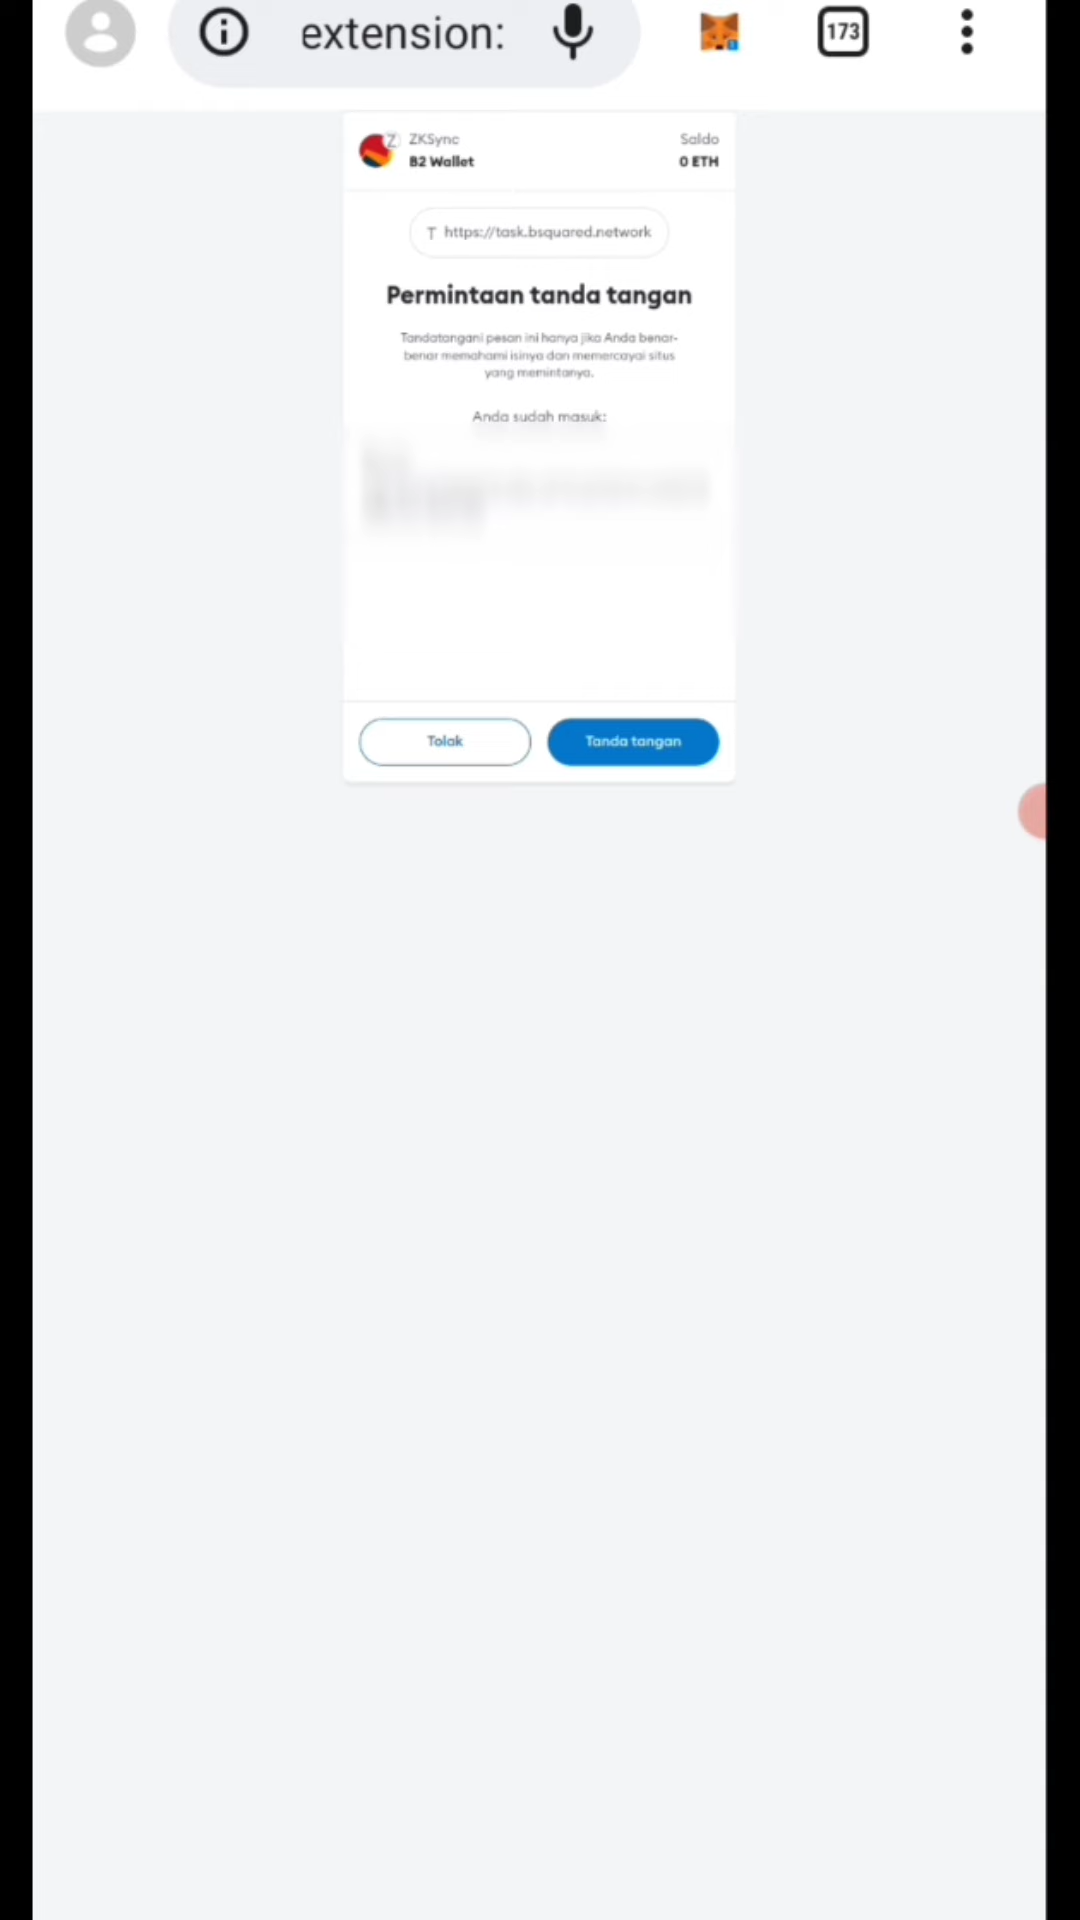 extension:
173
ZKSync
Saldo
B2 Wallet
0 ETH
T https://task.bsquared.network
Permintaan tanda tangan
Tandatangani pesan ini hanya jika Anda benar-
benar memahami isinya dan memercayai situs
yang memintanya.
Anda sudah masuk:
Tolak
Tanda tangan